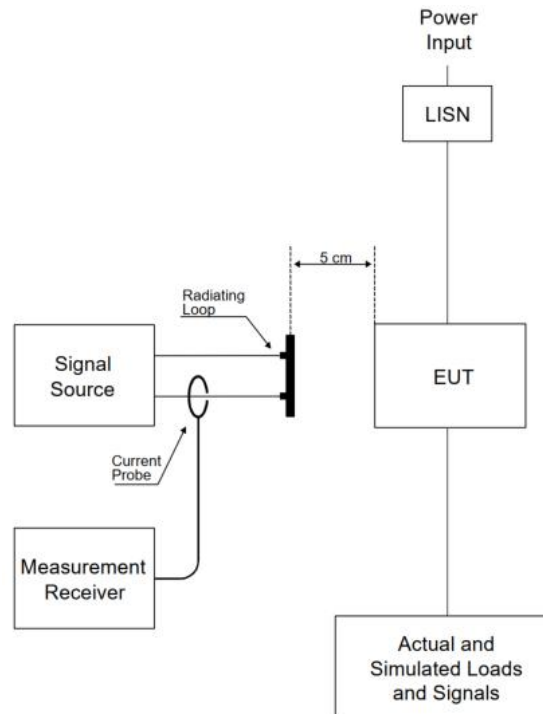 Power
Input
LISN
5 cm
Radiating
Loop
Signal
Source
EUT
Current
Probe
Measurement
Receiver
Actual and
Simulated Loads
and Signals